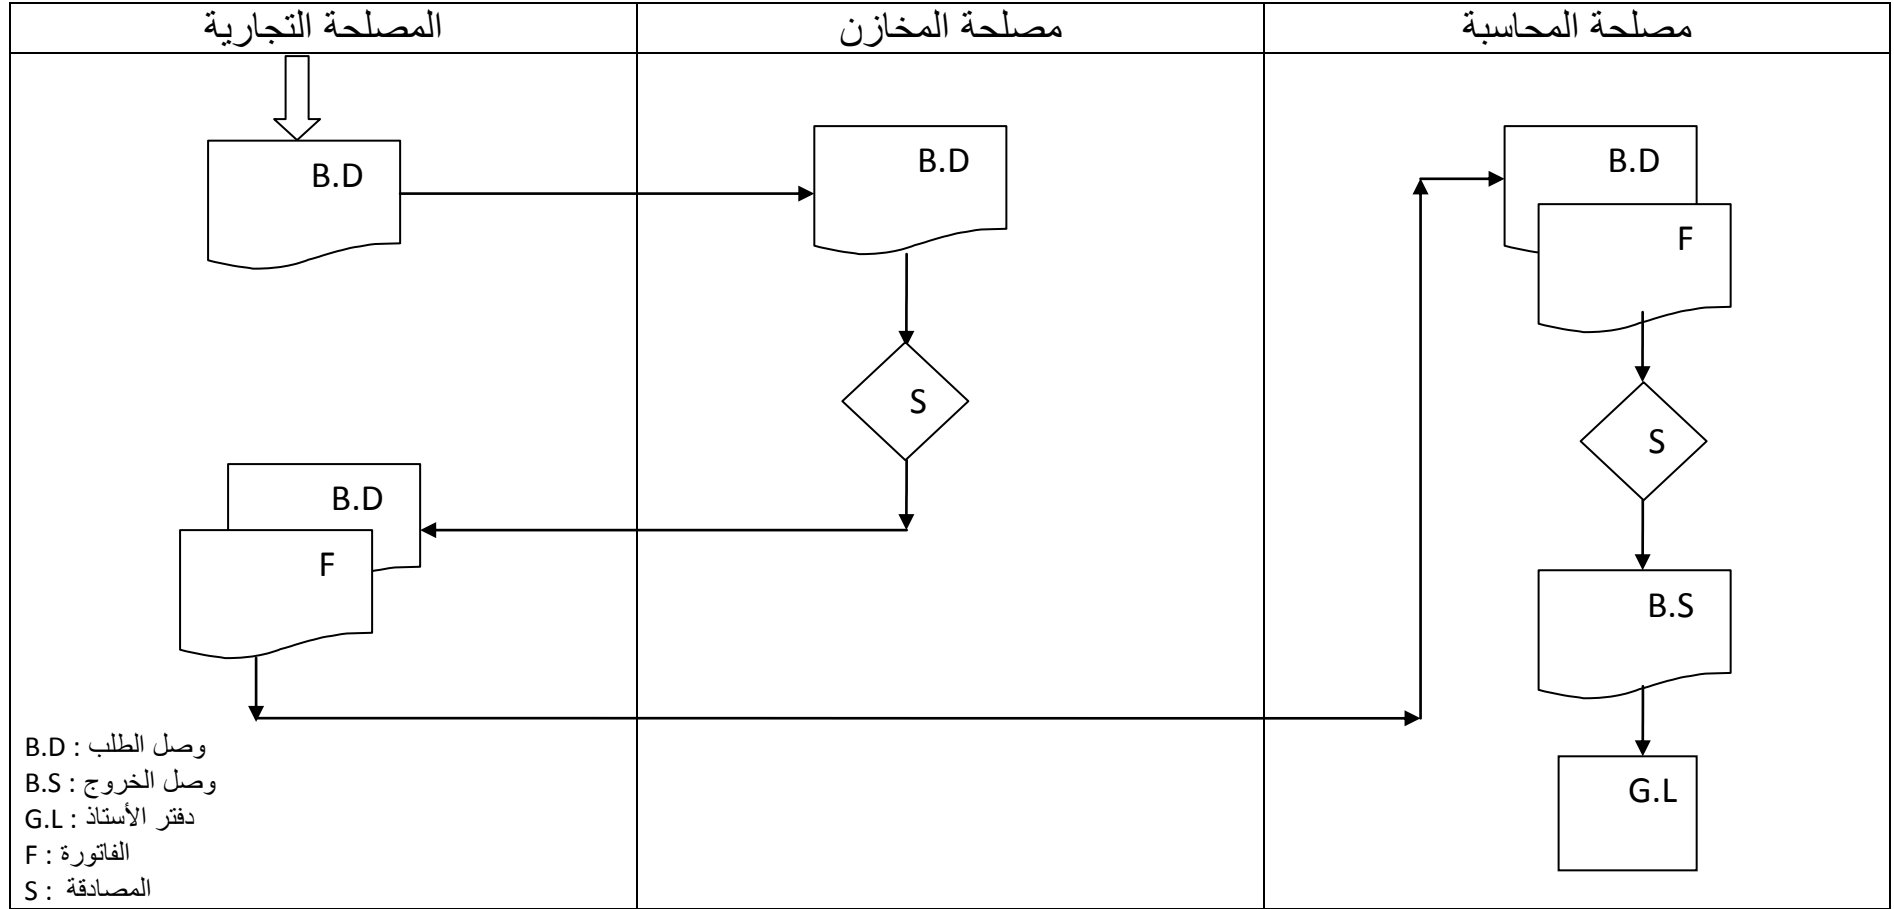 المصلحة التجارية
مصلحة المخازن
مصلحة المحاسبة
B.D
B.D
S
B.D
F
B.D
F
S
B.S
G.L
B.D : وصل الطلب
B.S : وصل الخروج
G.L : دفتر الأستاذ
F : الفاتورة
S : المصادقة